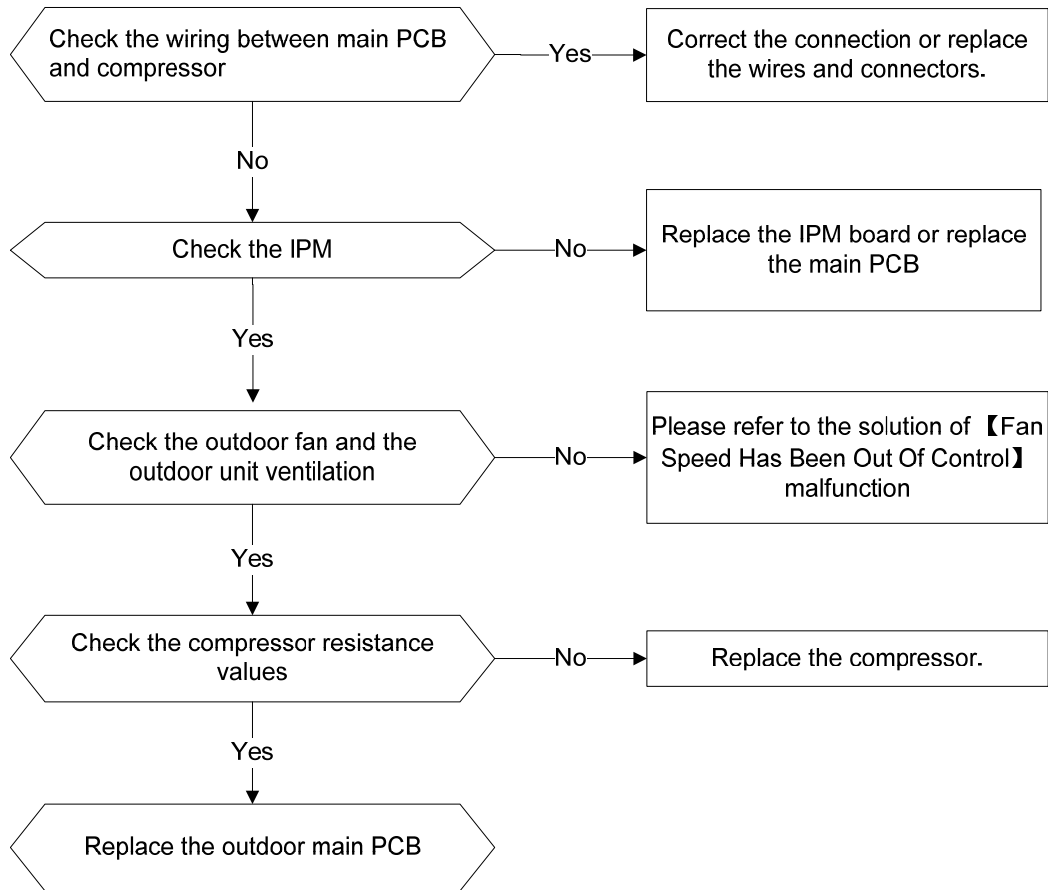 Check the wiring between main PCB
and compressor
Yes
Correct the connection or replace
the wires and connectors.
No
Check the IPM
No
Replace the IPM board or replace
the main PCB
Yes
Check the outdoor fan and the
outdoor unit ventilation
No
Please refer to the solution of 【Fan
Speed Has Been Out Of Control】
malfunction
Yes
Check the compressor resistance
values
No
Replace the compressor.
Yes
Replace the outdoor main PCB